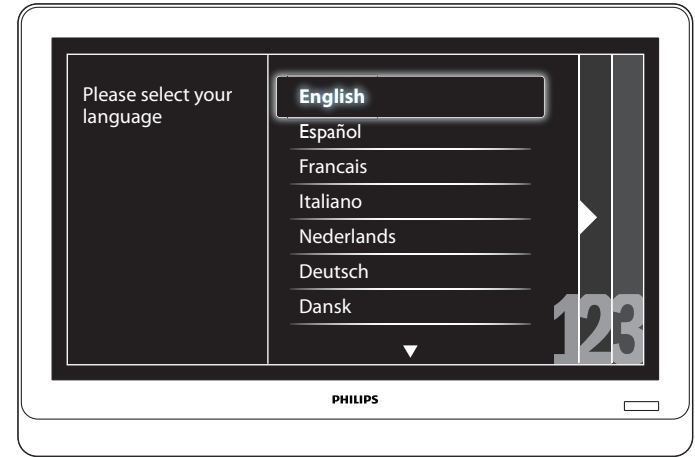 Please select your
language
English
Español
Francais
Italiano
Nederlands
Deutsch
Dansk
123
PHILIPS